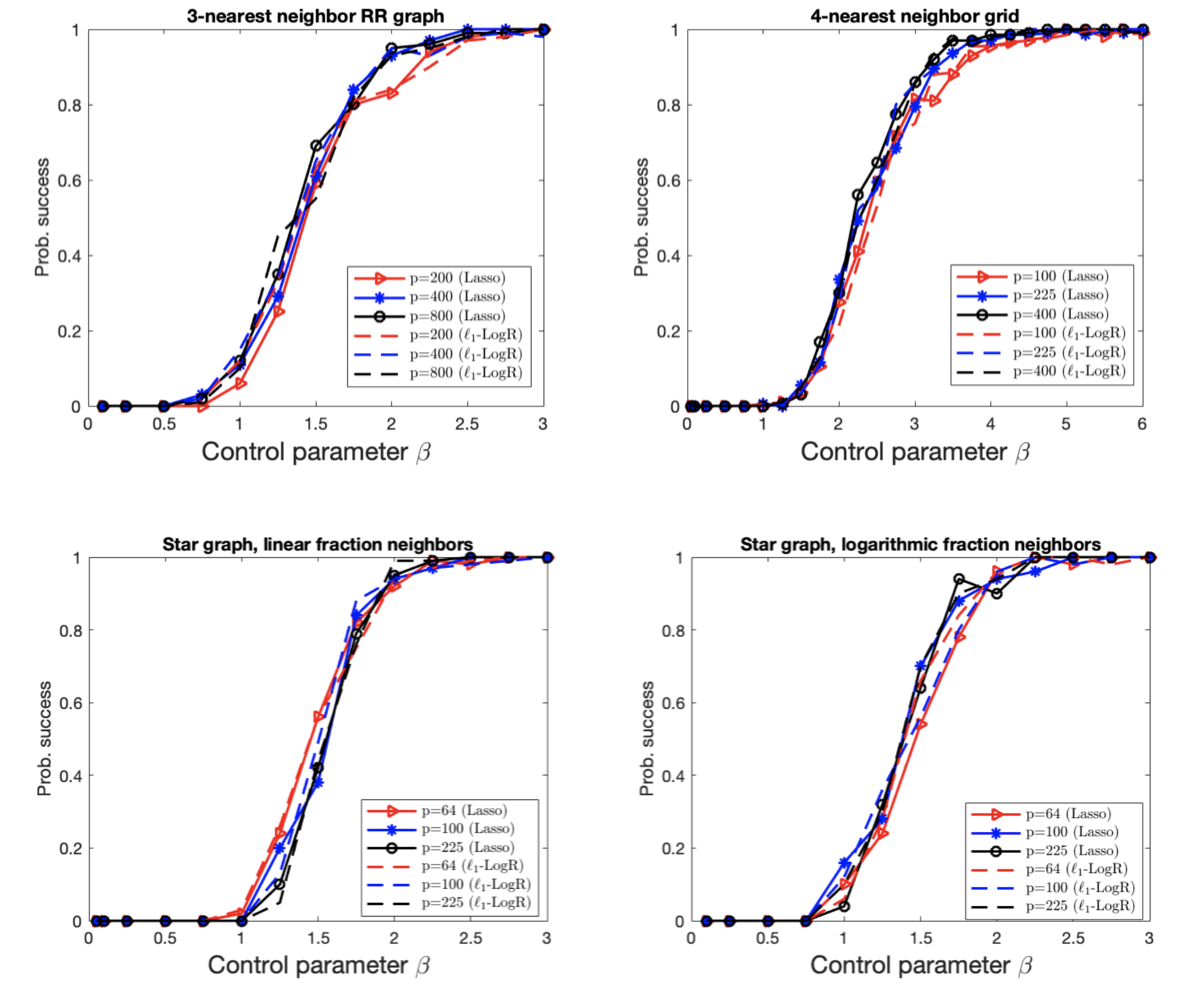 3-nearest neighbor RR graph
1
0.8
0.6
0.4
0.2
0
Prob. success
p=200 (Lasso)
p=400 (Lasso)
p=800 (Lasso)
p=200 (ℓ₁-LogR)
p=400 (ℓ₁-LogR)
p=800 (ℓ₁-LogR)
0 0.5 1 1.5 2 2.5 3
Control parameter β
4-nearest neighbor grid
1
0.8
0.6
0.4
0.2
0
Prob. success
p=100 (Lasso)
p=225 (Lasso)
p=400 (Lasso)
p=100 (ℓ₁-LogR)
p=225 (ℓ₁-LogR)
p=400 (ℓ₁-LogR)
0 1 2 3 4 5 6
Control parameter β
Star graph, linear fraction neighbors
1
0.8
0.6
0.4
0.2
0
Prob. success
p=64 (Lasso)
p=100 (Lasso)
p=225 (Lasso)
p=64 (ℓ₁-LogR)
p=100 (ℓ₁-LogR)
p=225 (ℓ₁-LogR)
0 0.5 1 1.5 2 2.5 3
Control parameter β
Star graph, logarithmic fraction neighbors
1
0.8
0.6
0.4
0.2
0
Prob. success
p=64 (Lasso)
p=100 (Lasso)
p=225 (Lasso)
p=64 (ℓ₁-LogR)
p=100 (ℓ₁-LogR)
p=225 (ℓ₁-LogR)
0 0.5 1 1.5 2 2.5 3
Control parameter β